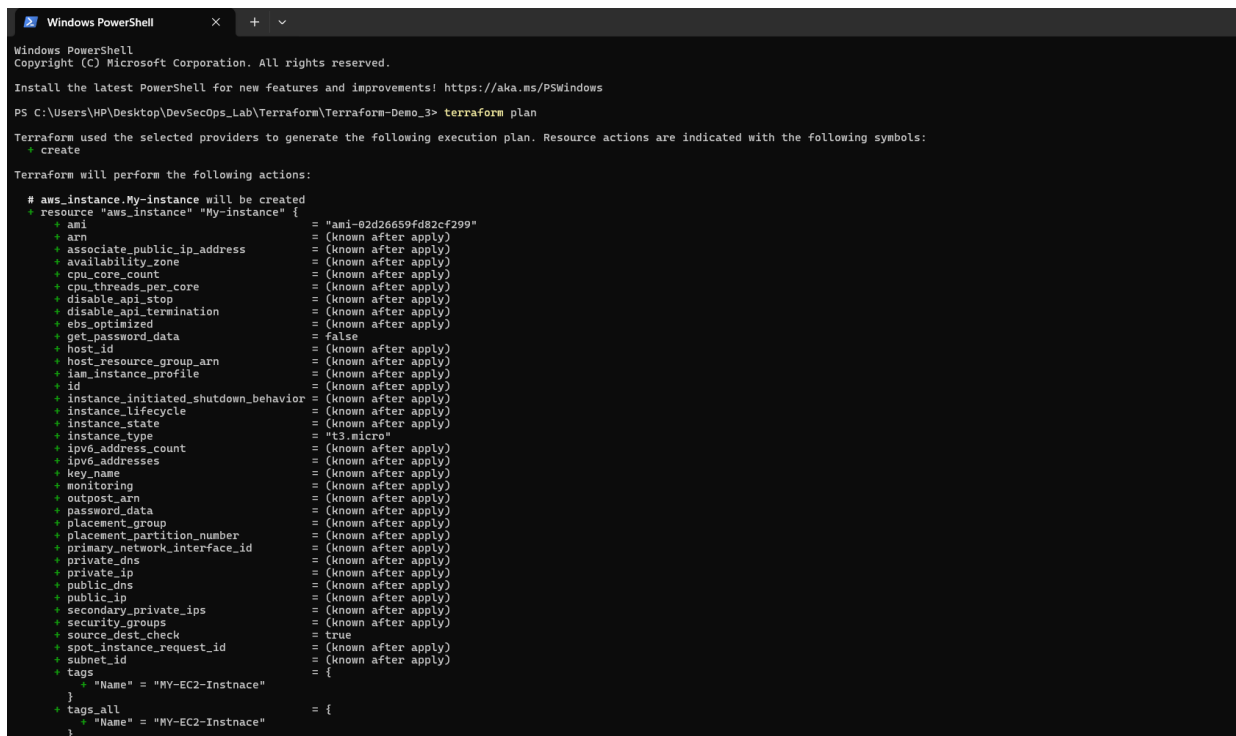 Windows PowerShell
Windows PowerShell
Copyright (C) Microsoft Corporation. All rights reserved.
Install the latest PowerShell for new features and improvements! https://aka.ms/PSWindows
PS C:\Users\HP\Desktop\DevSecOps_Lab\Terraform\Terraform-Demo_3> terraform plan
Terraform used the selected providers to generate the following execution plan. Resource actions are indicated with the following symbols:
+ create
Terraform will perform the following actions:
# aws_instance.My-instance will be created
+ resource "aws_instance" "My-instance" {
+ ami = "ami-02d26659fd82cf299"
+ arn = (known after apply)
+ associate_public_ip_address = (known after apply)
+ availability_zone = (known after apply)
+ cpu_core_count = (known after apply)
+ cpu_threads_per_core = (known after apply)
+ disable_api_stop = (known after apply)
+ disable_api_termination = (known after apply)
+ ebs_optimized = (known after apply)
+ get_password_data = false
+ host_id = (known after apply)
+ host_resource_group_arn = (known after apply)
+ iam_instance_profile = (known after apply)
+ id = (known after apply)
+ instance_initiated_shutdown_behavior = (known after apply)
+ instance_lifecycle = (known after apply)
+ instance_state = (known after apply)
+ instance_type = "t3.micro"
+ ipv6_address_count = (known after apply)
+ ipv6_addresses = (known after apply)
+ key_name = (known after apply)
+ monitoring = (known after apply)
+ outpost_arn = (known after apply)
+ password_data = (known after apply)
+ placement_group = (known after apply)
+ placement_partition_number = (known after apply)
+ primary_network_interface_id = (known after apply)
+ private_dns = (known after apply)
+ private_ip = (known after apply)
+ public_dns = (known after apply)
+ public_ip = (known after apply)
+ secondary_private_ips = (known after apply)
+ security_groups = (known after apply)
+ source_dest_check = true
+ spot_instance_request_id = (known after apply)
+ subnet_id = (known after apply)
+ tags = {
+ "Name" = "MY-EC2-Instnace"
}
+ tags_all = {
+ "Name" = "MY-EC2-Instnace"
}